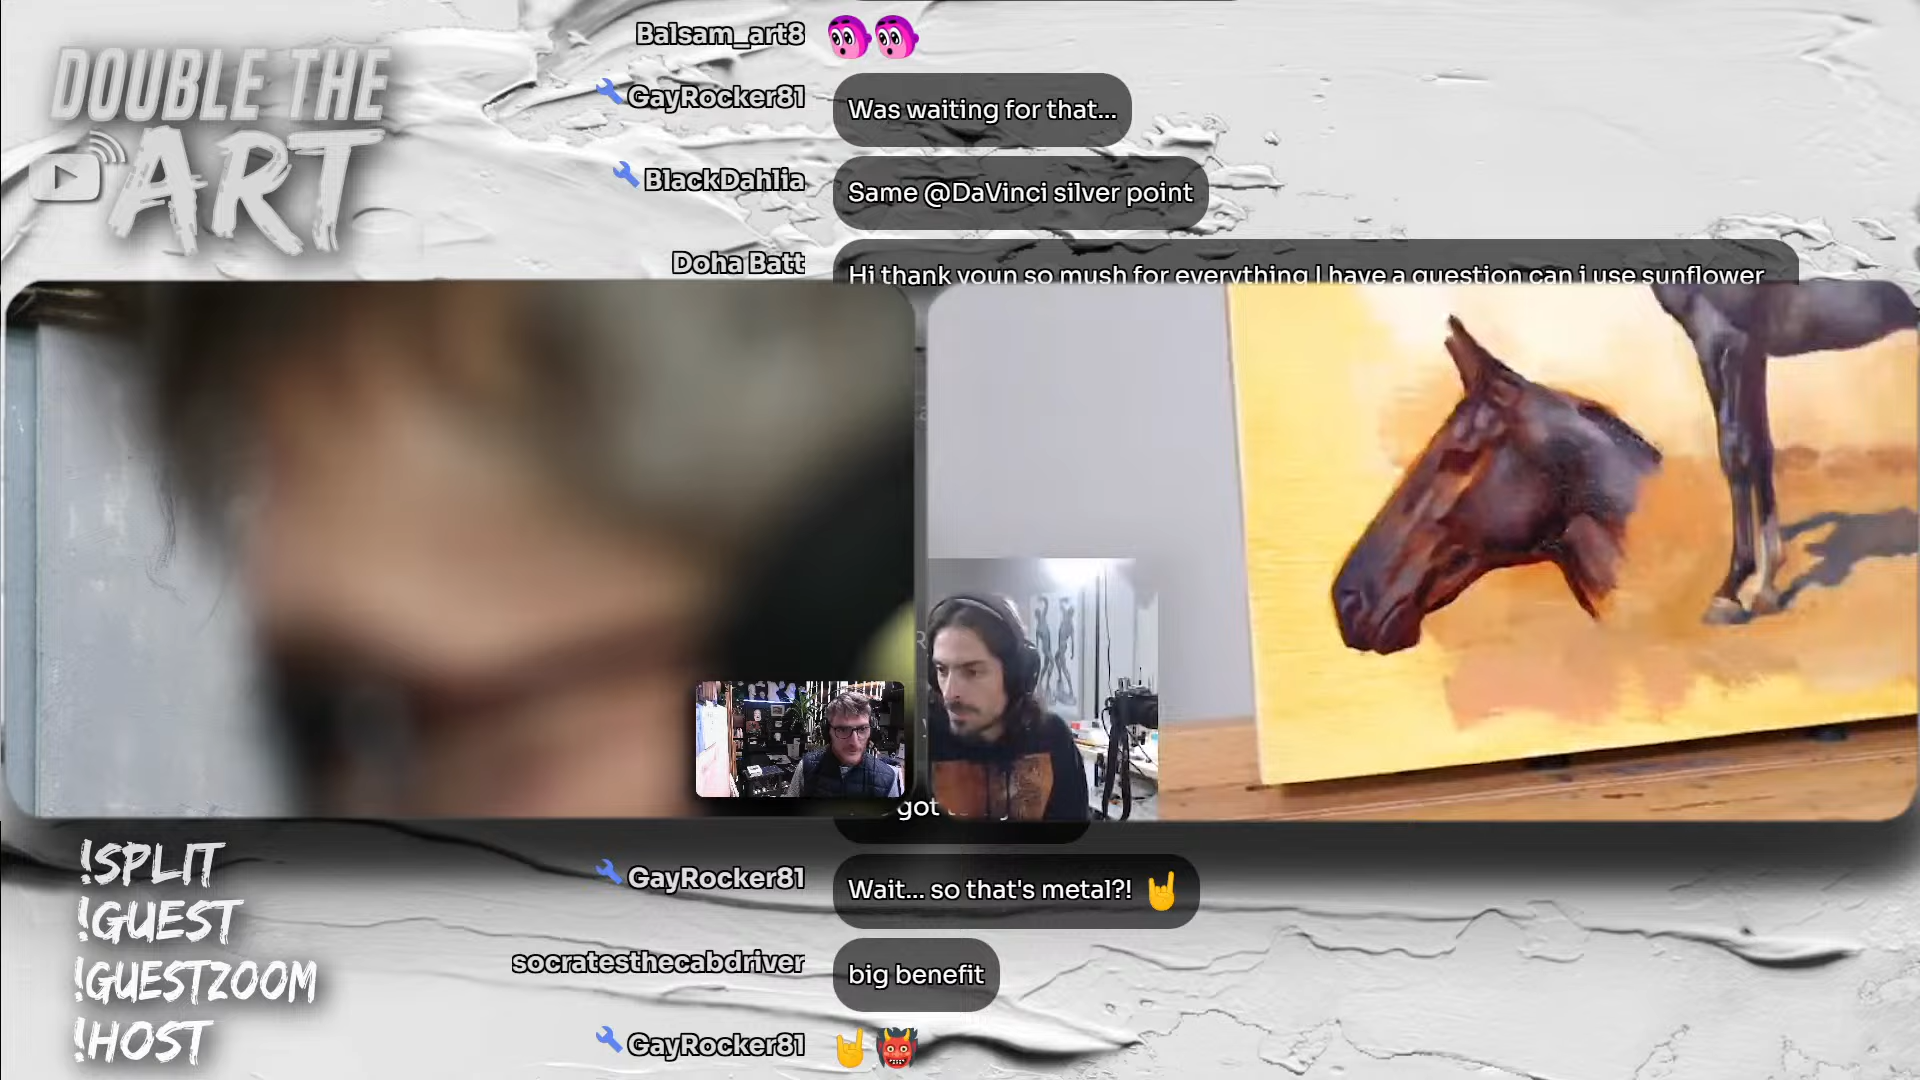 DOUBLE THE
ART
Balsam_art8
GayRocker81 Was waiting for that...
BlackDahlia Same @DaVinci silver point
Doha Batt Hi thank youn so mush for everything I have a question can i use sunflower
got
GayRocker81 Wait... so that's metal?! 🤘
socratesthecabdriver big benefit
GayRocker81 🤘👹
!SPLIT
!GUEST
!GUESTZOOM
!HOST